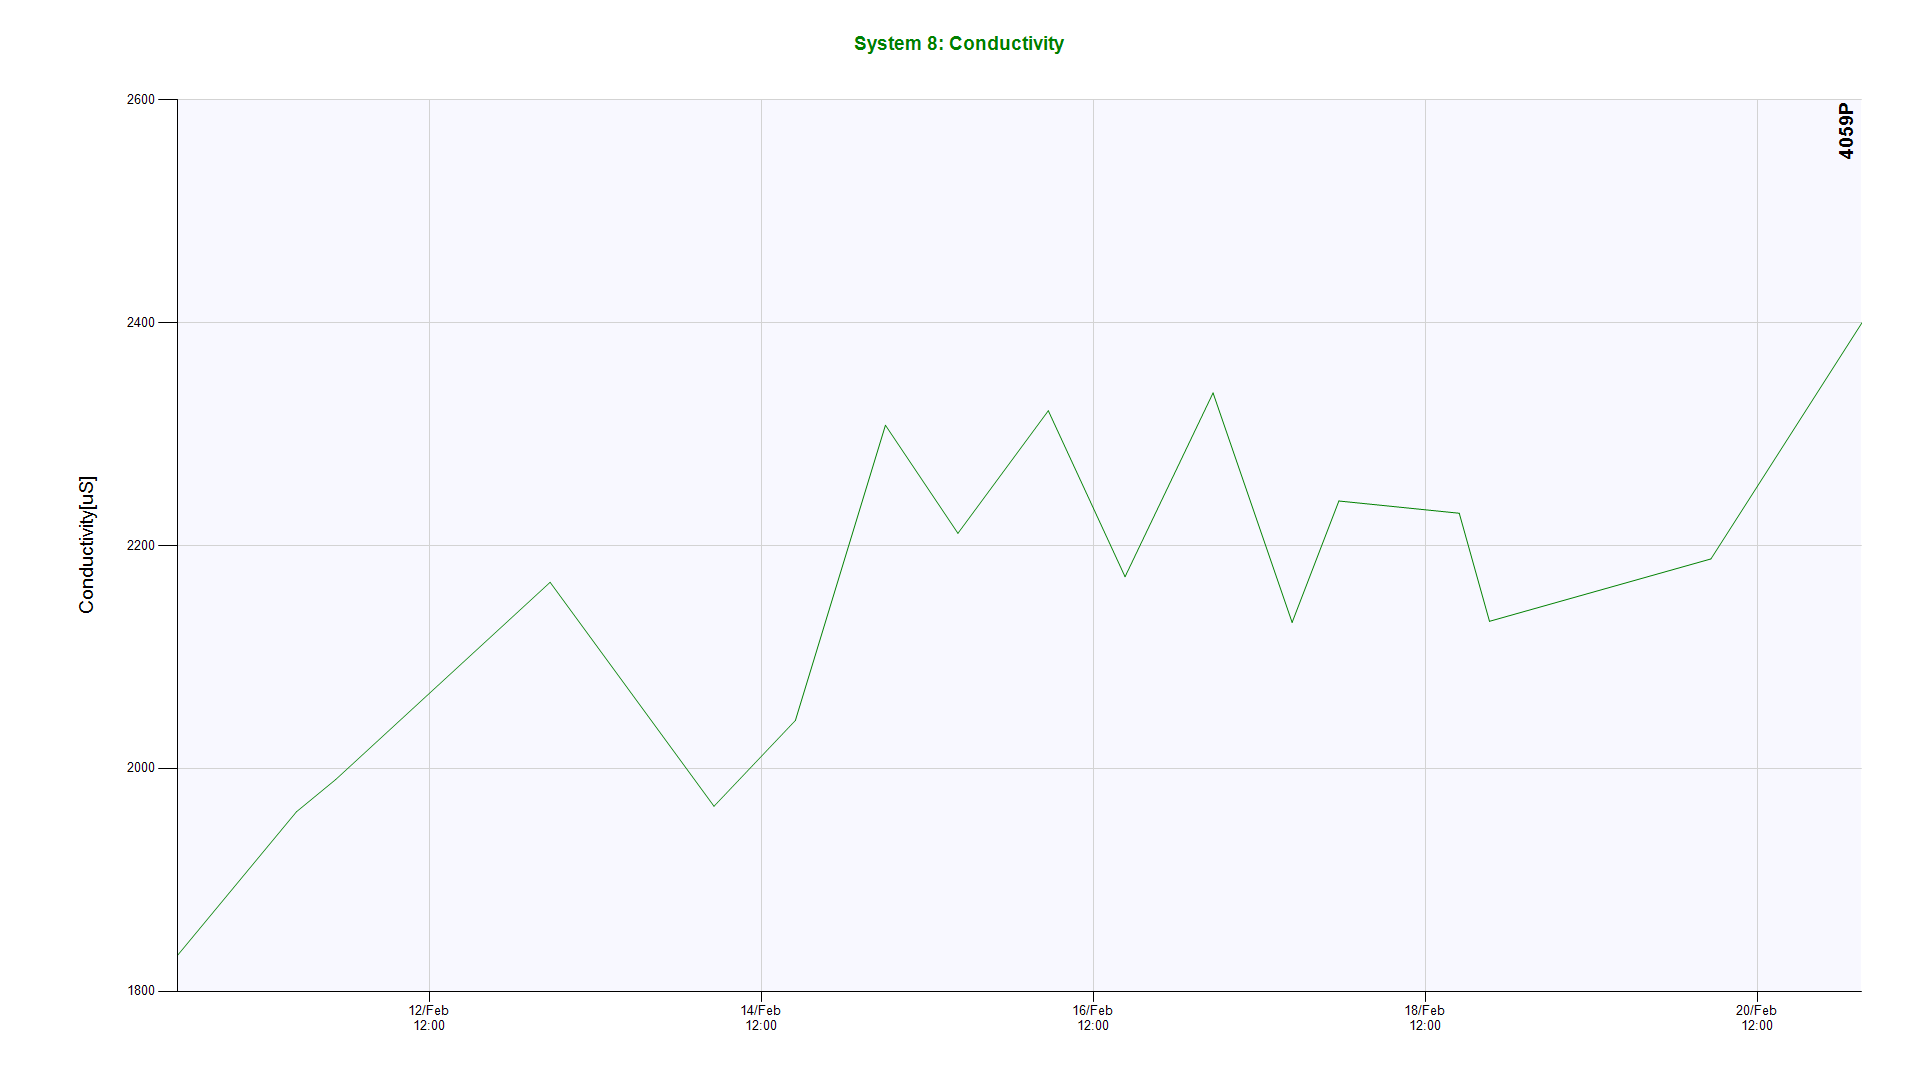 System 8: Conductivity
2600
2400
2200
2000
1800
Conductivity[uS]
4059P
12/Feb
12:00
14/Feb
12:00
16/Feb
12:00
18/Feb
12:00
20/Feb
12:00